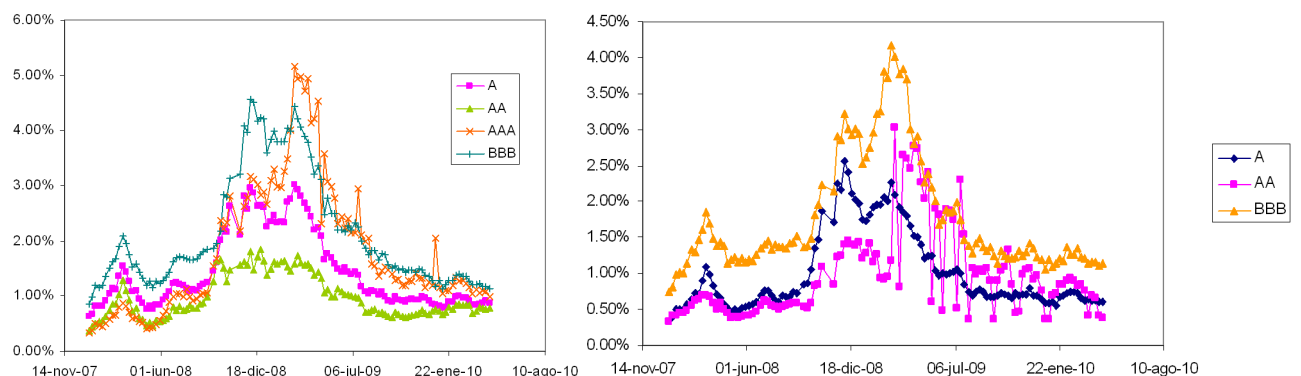 6.00%
5.00%
4.00%
3.00%
2.00%
1.00%
0.00%
14-nov-07 01-jun-08 18-dic-08 06-jul-09 22-ene-10 10-ago-10
A
AA
AAA
BBB
4.50%
4.00%
3.50%
3.00%
2.50%
2.00%
1.50%
1.00%
0.50%
0.00%
14-nov-07 01-jun-08 18-dic-08 06-jul-09 22-ene-10 10-ago-10
A
AA
BBB